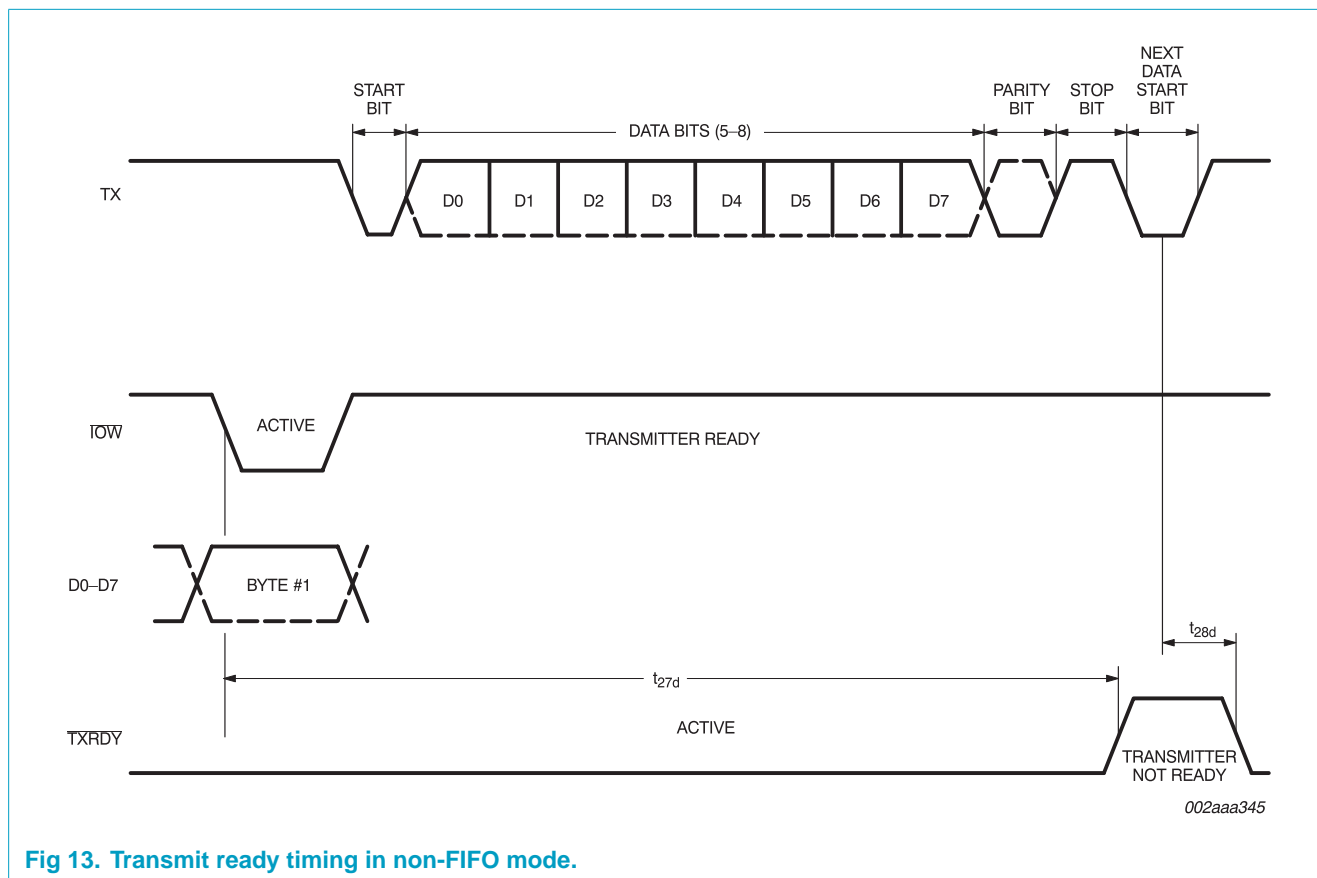 NEXT
DATA
START
BIT
START
BIT
PARITY
BIT
STOP
BIT
DATA BITS (5–8)
TX
D0 D1 D2 D3 D4 D5 D6 D7
IOW
ACTIVE
TRANSMITTER READY
D0–D7
BYTE #1
t28d
t27d
TXRDY
ACTIVE
TRANSMITTER
NOT READY
002aaa345
Fig 13. Transmit ready timing in non-FIFO mode.